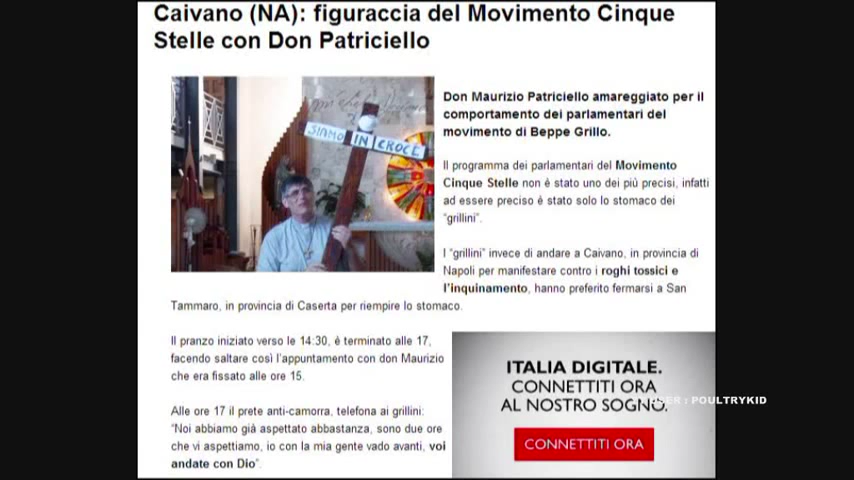 Caivano (NA): figuraccia del Movimento Cinque
Stelle con Don Patriciello
SIAMO IN CROCE
Don Maurizio Patriciello amareggiato per il
comportamento dei parlamentari del
movimento di Beppe Grillo.
Il programma dei parlamentari del Movimento
Cinque Stelle non è stato uno dei più precisi, infatti
ad essere preciso è stato solo lo stomaco dei
"grillini".
I "grillini" invece di andare a Caivano, in provincia di
Napoli per manifestare contro i roghi tossici e
l'inquinamento, hanno preferito fermarsi a San
Tammaro, in provincia di Caserta per riempire lo stomaco.
Il pranzo iniziato verso le 14:30, è terminato alle 17,
facendo saltare così l'appuntamento con don Maurizio
che era fissato alle ore 15.
Alle ore 17 il prete anti-camorra, telefona ai grillini:
"Noi abbiamo già aspettato abbastanza, sono due ore
che vi aspettiamo, io con la mia gente vado avanti, voi
andate con Dio".
ITALIA DIGITALE.
CONNETTITI ORA
AL NOSTRO SOGNO.
CONNETTITI ORA
USER : POULTRYKID